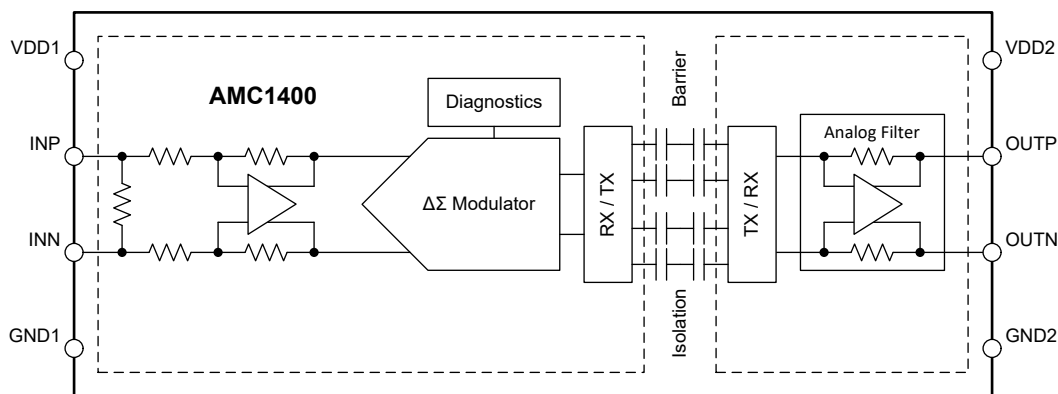 VDD1
VDD2
AMC1400
Diagnostics
Barrier
INP
Analog Filter
OUTP
ΔΣ Modulator
RX / TX
TX / RX
INN
OUTN
GND1
Isolation
GND2